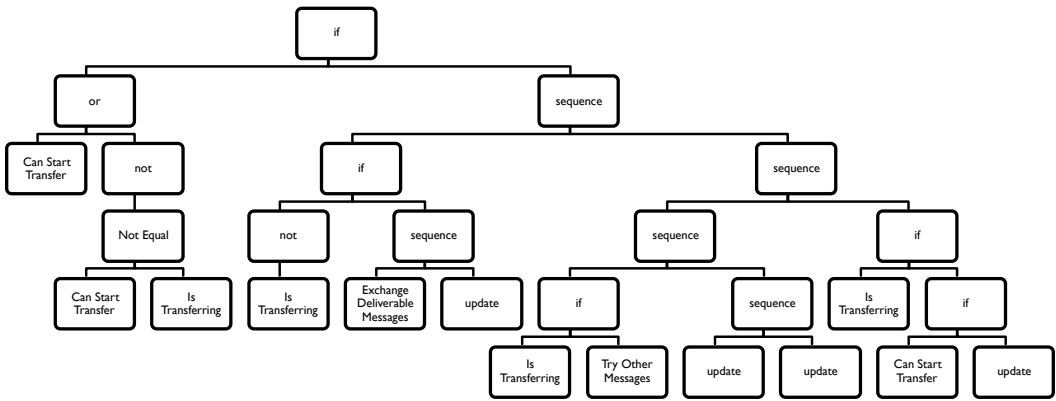 if
or
sequence
Can Start
Transfer
not
if
sequence
Not Equal
not
sequence
sequence
if
Can Start
Transfer
Is
Transferring
Is
Transferring
Exchange
Deliverable
Messages
update
if
sequence
Is
Transferring
if
Is
Transferring
Try Other
Messages
update
update
Can Start
Transfer
update